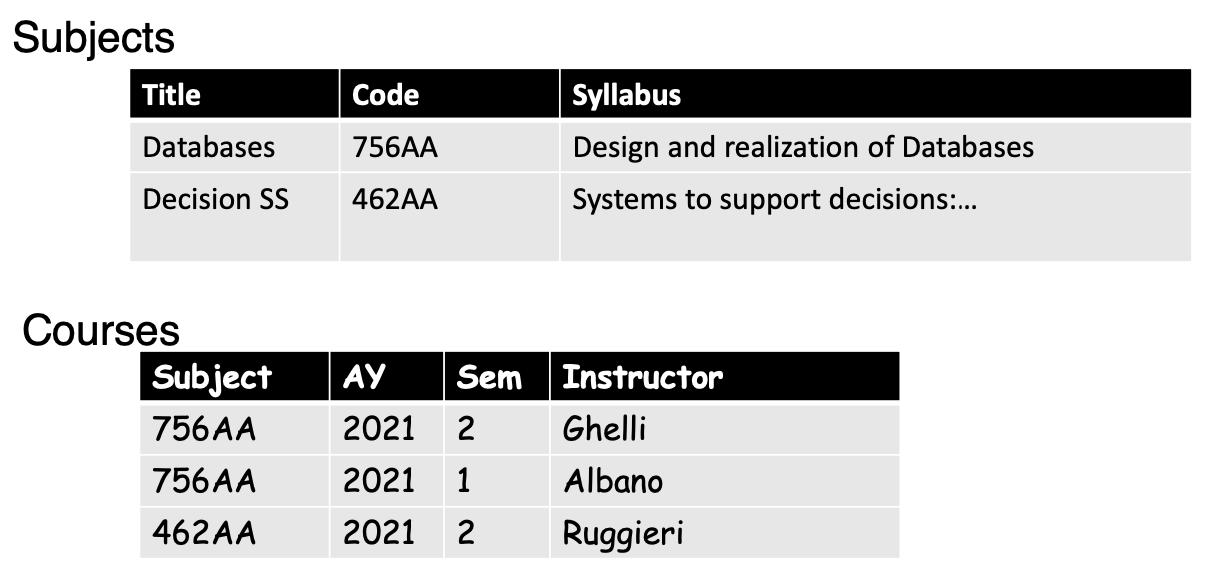 Subjects
Title Code Syllabus
Databases 756AA Design and realization of Databases
Decision SS 462AA Systems to support decisions:...
Courses
Subject AY Sem Instructor
756AA 2021 2 Ghelli
756AA 2021 1 Albano
462AA 2021 2 Ruggieri